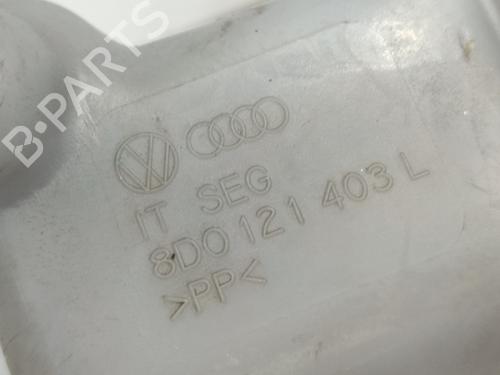 B-PARTS
IT SEG
8D0 121 403 L
>PP<